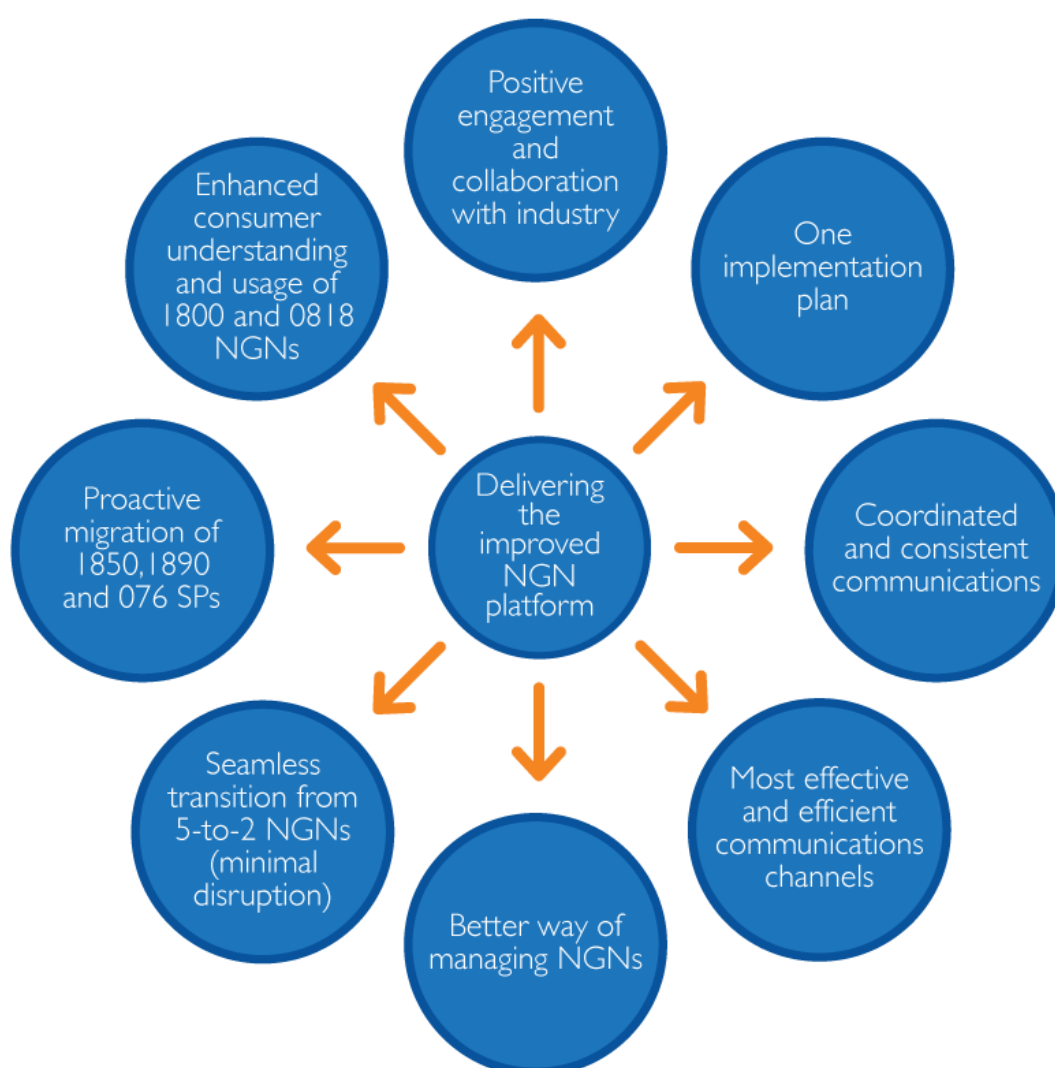 Positive
engagement
and
collaboration
with industry
One
implementation
plan
Coordinated
and consistent
communications
Most effective
and efficient
communications
channels
Better way of
managing NGNs
Seamless
transition from
5-to-2 NGNs
(minimal
disruption)
Proactive
migration of
1850,1890
and 076 SPs
Enhanced
consumer
understanding
and usage of
1800 and 0818
NGNs
Delivering
the
improved
NGN
platform